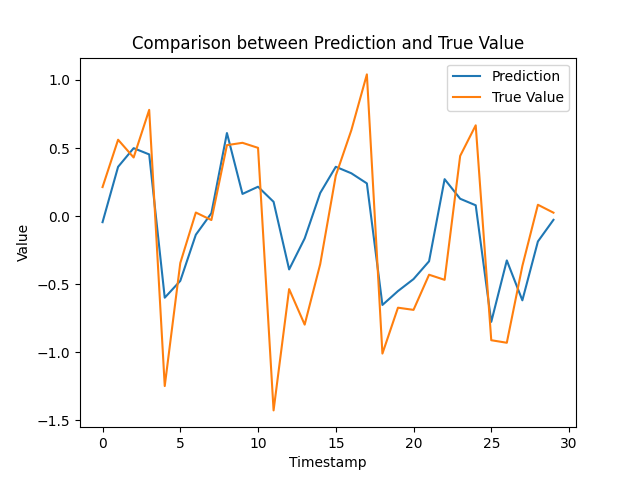 Comparison between Prediction and True Value
Prediction
True Value
1.0
0.5
0.0
−0.5
−1.0
−1.5
Value
0 5 10 15 20 25 30
Timestamp